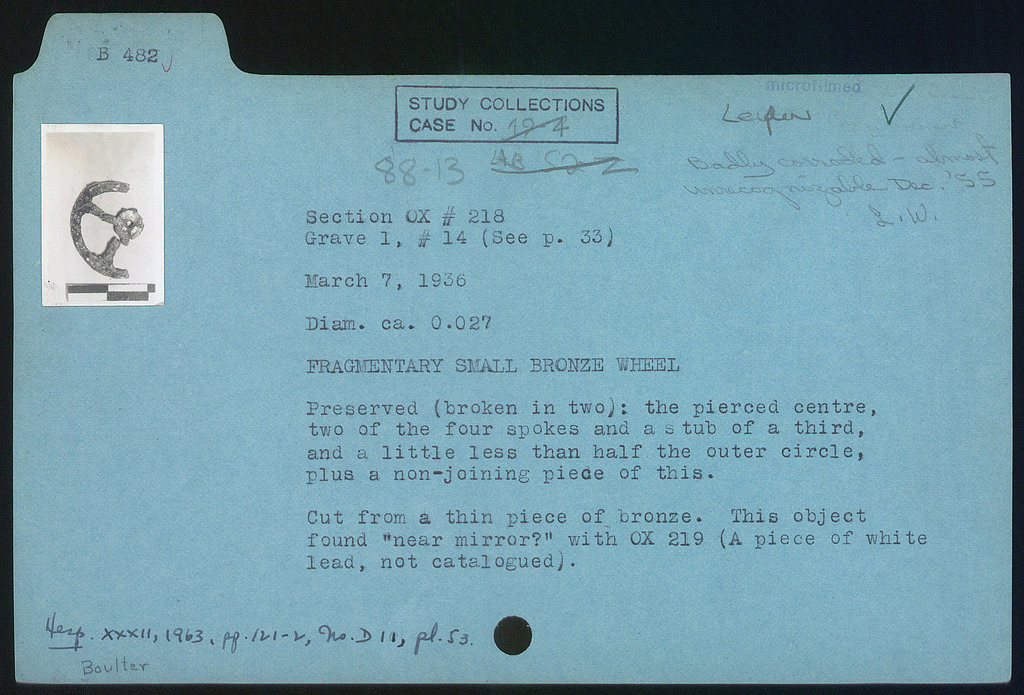 B 482
microfilmed
STUDY COLLECTIONS
CASE No. 12-4
88-13
Badly corroded - almost
unrecognizable Dec. '55
L.W.
Section OX # 218
Grave 1, # 14 (See p. 33)
March 7, 1936
Diam. ca. 0.027
FRAGMENTARY SMALL BRONZE WHEEL
Preserved (broken in two): the pierced centre,
two of the four spokes and a stub of a third,
and a little less than half the outer circle,
plus a non-joining piece of this.
Cut from a thin piece of bronze. This object
found "near mirror?" with OX 219 (A piece of white
lead, not catalogued).
Hesp. XXXII, 1963, pp. 121-2, No. D 11, pl. 53.
Boulter